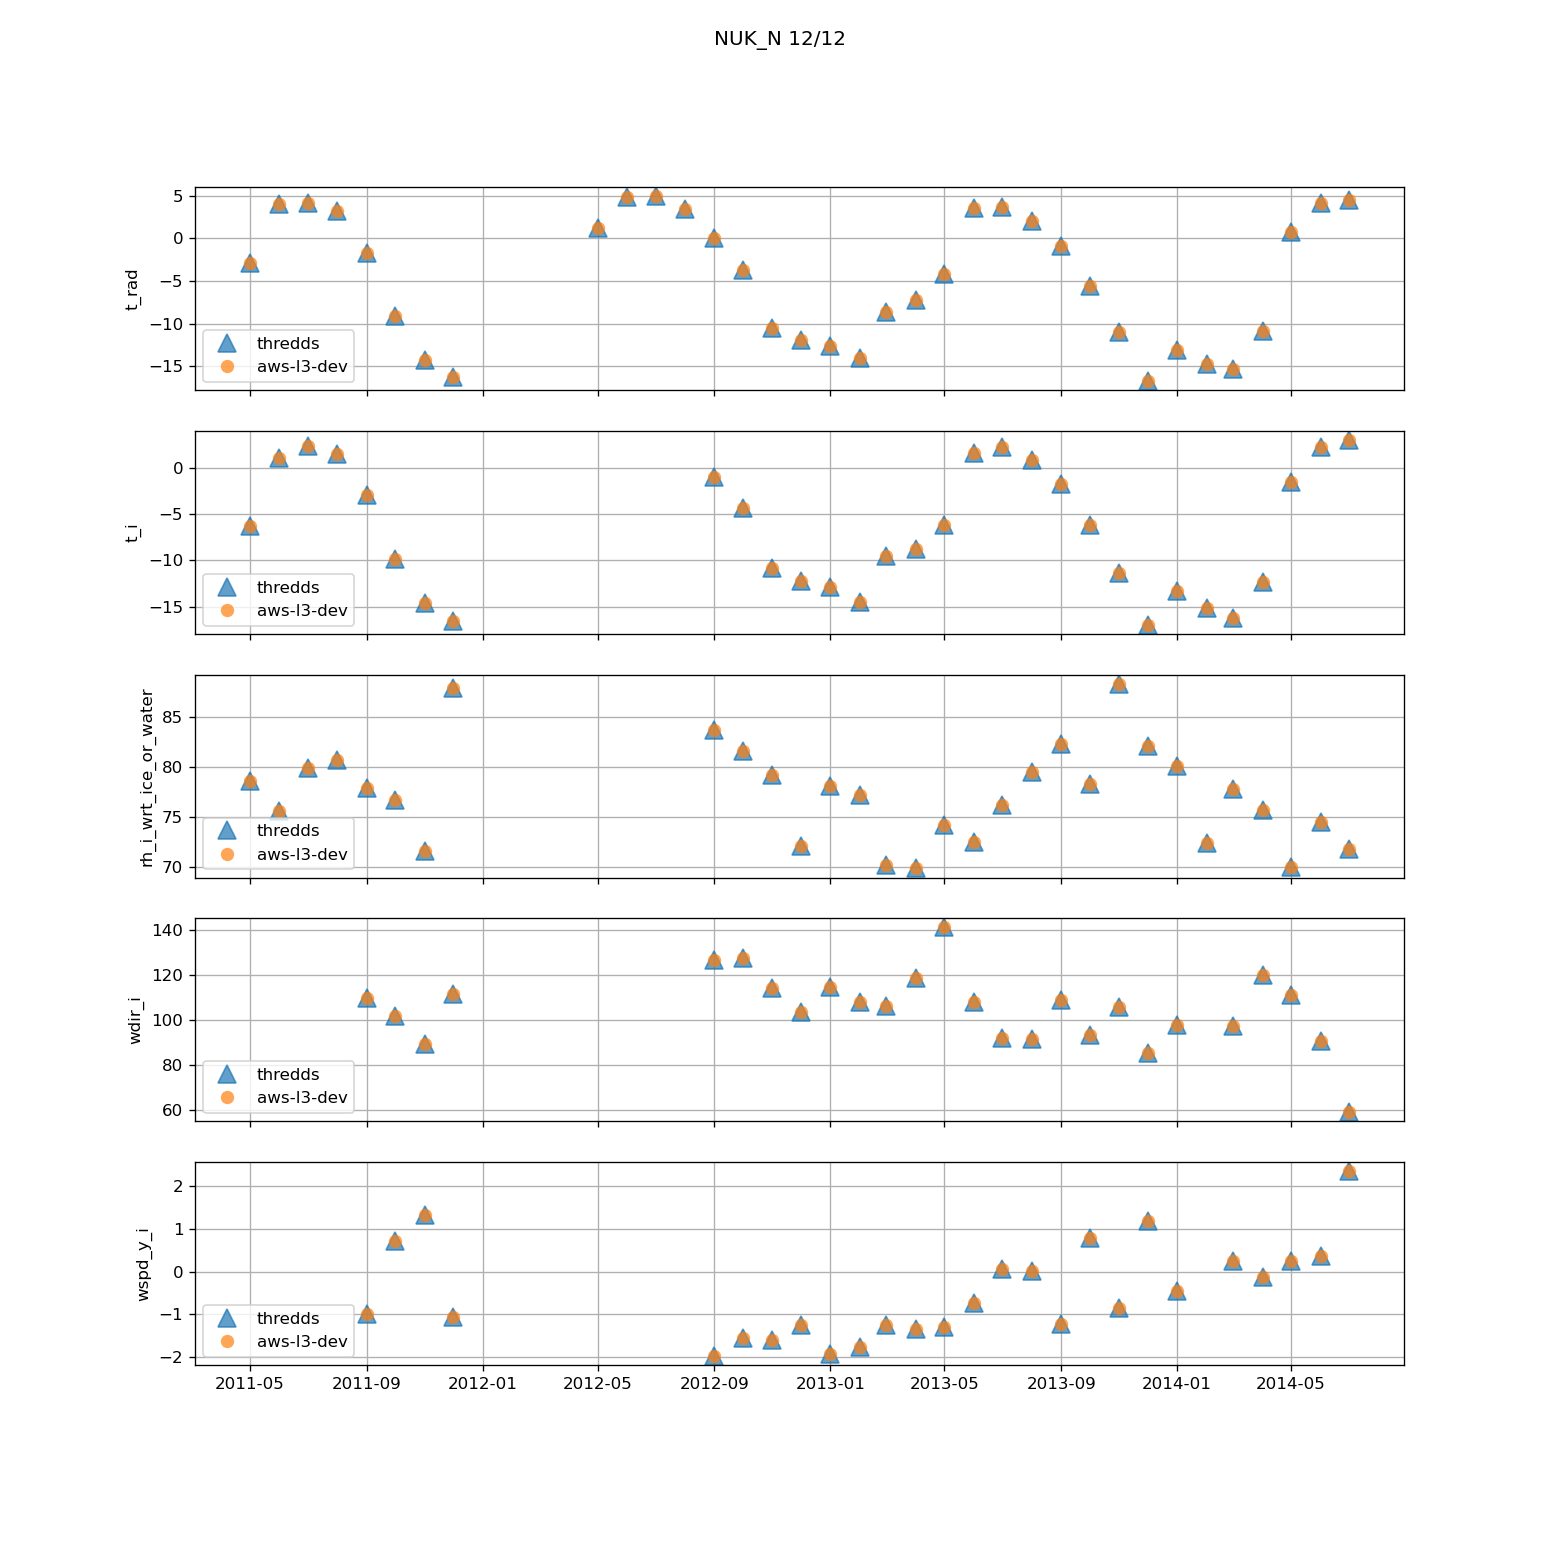 NUK_N 12/12
t_rad
5
0
−5
−10
−15
thredds
aws-l3-dev
t_i
0
−5
−10
−15
thredds
aws-l3-dev
rh_i_wrt_ice_or_water
85
80
75
70
thredds
aws-l3-dev
wdir_i
140
120
100
80
60
thredds
aws-l3-dev
wspd_y_i
2
1
0
−1
−2
thredds
aws-l3-dev
2011-05 2011-09 2012-01 2012-05 2012-09 2013-01 2013-05 2013-09 2014-01 2014-05